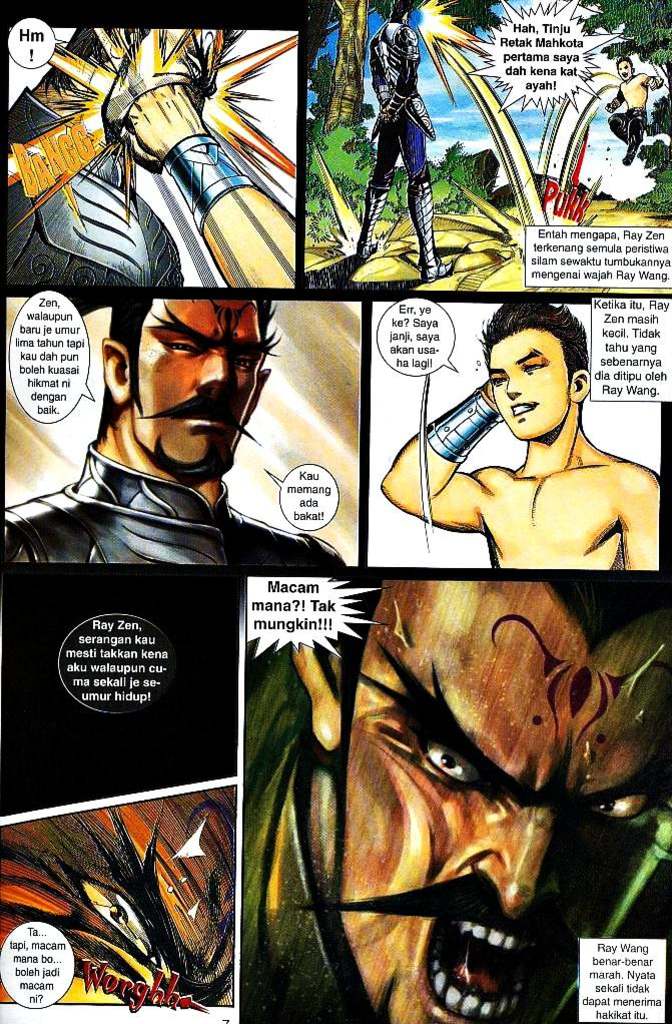 Hm
!
BAAGG
Hah, Tinju
Retak Mahkota
pertama saya
dah kena kat
ayah!
Pukk
Entah mengapa, Ray Zen
terkenang semula peristiwa
silam sewaktu tumbukannya
mengenai wajah Ray Wang.
Zen,
walaupun
baru je umur
lima tahun tapi
kau dah pun
boleh kuasai
hikmat ni
dengan
baik.
Kau
memang
ada
bakat!
Err, ye
ke? Saya
janji, saya
akan usa-
ha lagi!
Ketika itu, Ray
Zen masih
kecil. Tidak
tahu yang
sebenarnya
dia ditipu oleh
Ray Wang.
Ray Zen,
serangan kau
mesti takkan kena
aku walaupun cu-
ma sekali je se-
umur hidup!
Macam
mana?! Tak
mungkin!!!
Ta...
tapi, macam
mana bo...
boleh jadi
macam
ni?
Wonghh
Ray Wang
benar-benar
marah. Nyata
sekali tidak
dapat menerima
hakikat itu.
7